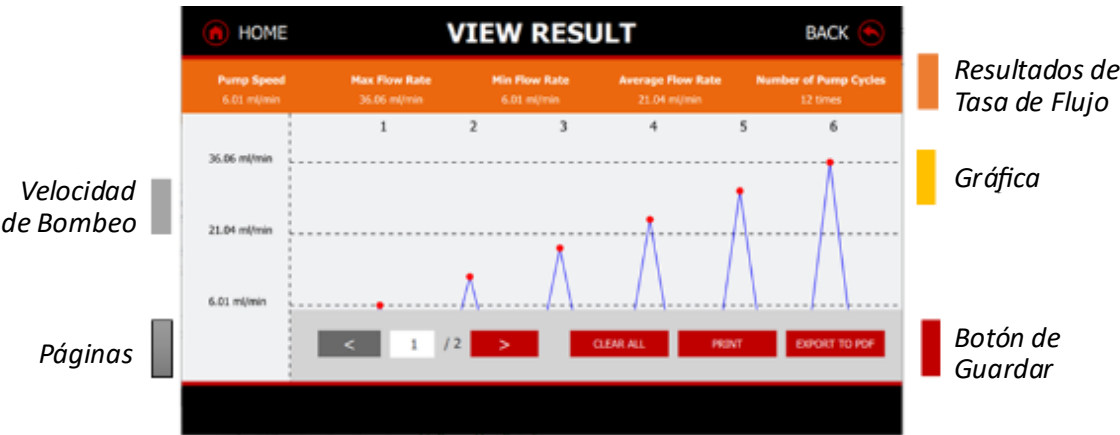 HOME
VIEW RESULT
BACK
Pump Speed
6.01 ml/min
Max Flow Rate
36.06 ml/min
Min Flow Rate
6.01 ml/min
Average Flow Rate
21.04 ml/min
Number of Pump Cycles
12 times
1 2 3 4 5 6
36.06 ml/min
21.04 ml/min
6.01 ml/min
< 1 / 2 >
CLEAR ALL
PRINT
EXPORT TO PDF
Velocidad
de Bombeo
Páginas
Resultados de
Tasa de Flujo
Gráfica
Botón de
Guardar